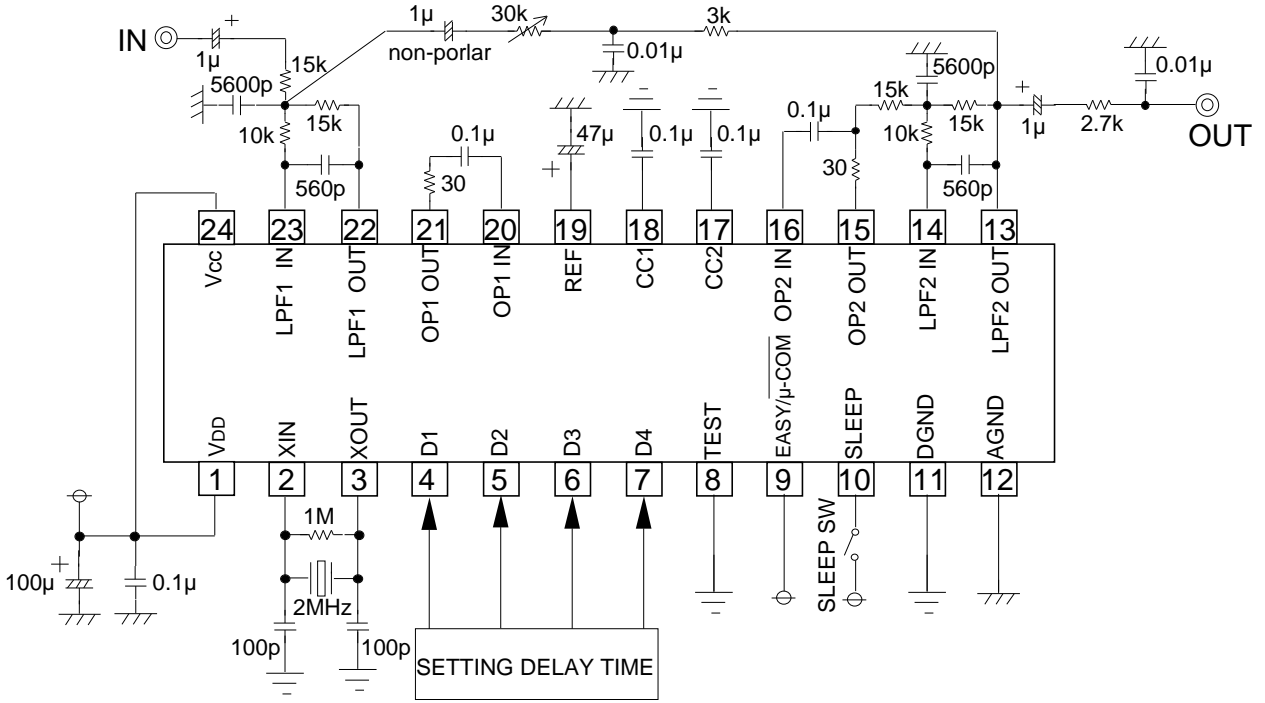 1µ
30k
3k
+
IN
non-porlar
0.01µ
1µ
15k
5600p
0.01µ
5600p
15k
+
0.1µ
15k
10k
15k
10k
1µ
2.7k
OUT
0.1µ
47µ
0.1µ
0.1µ
+
560p
30
30
560p
24
23
22
21
20
19
18
17
16
15
14
13
Vcc
LPF1 IN
LPF1 OUT
OP1 OUT
OP1 IN
REF
CC1
CC2
OP2 IN
OP2 OUT
LPF2 IN
LPF2 OUT
VDD
XIN
XOUT
D1
D2
D3
D4
TEST
EASY/µ-COM
SLEEP
DGND
AGND
1
2
3
4
5
6
7
8
9
10
11
12
1M
SLEEP SW
+
100µ
0.1µ
2MHz
100p
100p
SETTING DELAY TIME